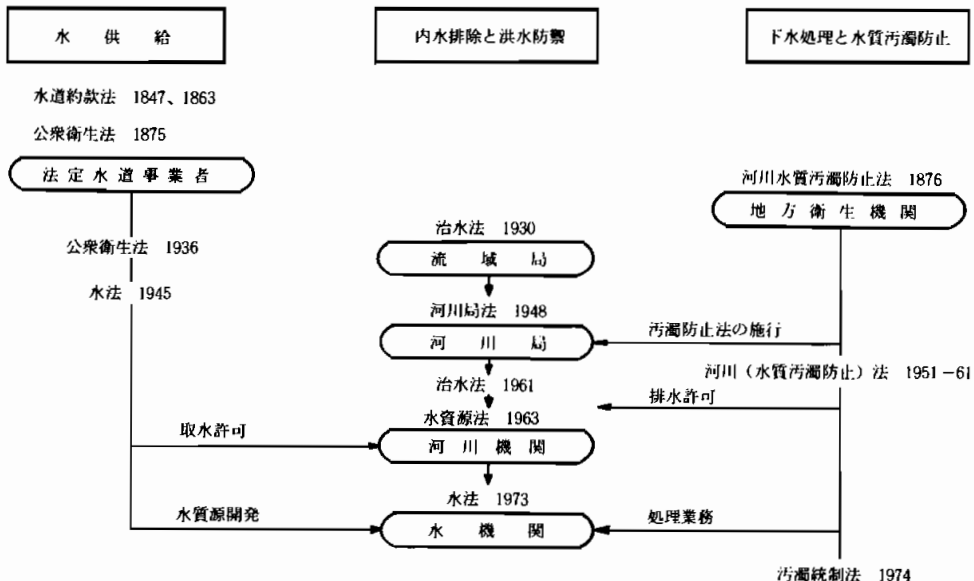 水供給
内水排除と洪水防禦
下水処理と水質汚濁防止
水道約款法 1847、1863
公衆衛生法 1875
法定水道事業者
公衆衛生法 1936
水法 1945
治水法 1930
流域局
河川局法 1948
河川局
治水法 1961
水資源法 1963
河川機関
水法 1973
水機関
河川水質汚濁防止法 1876
地方衛生機関
汚濁防止法の施行
河川(水質汚濁防止)法 1951-61
排水許可
取水許可
水質源開発
処理業務
汚濁統制法 1974